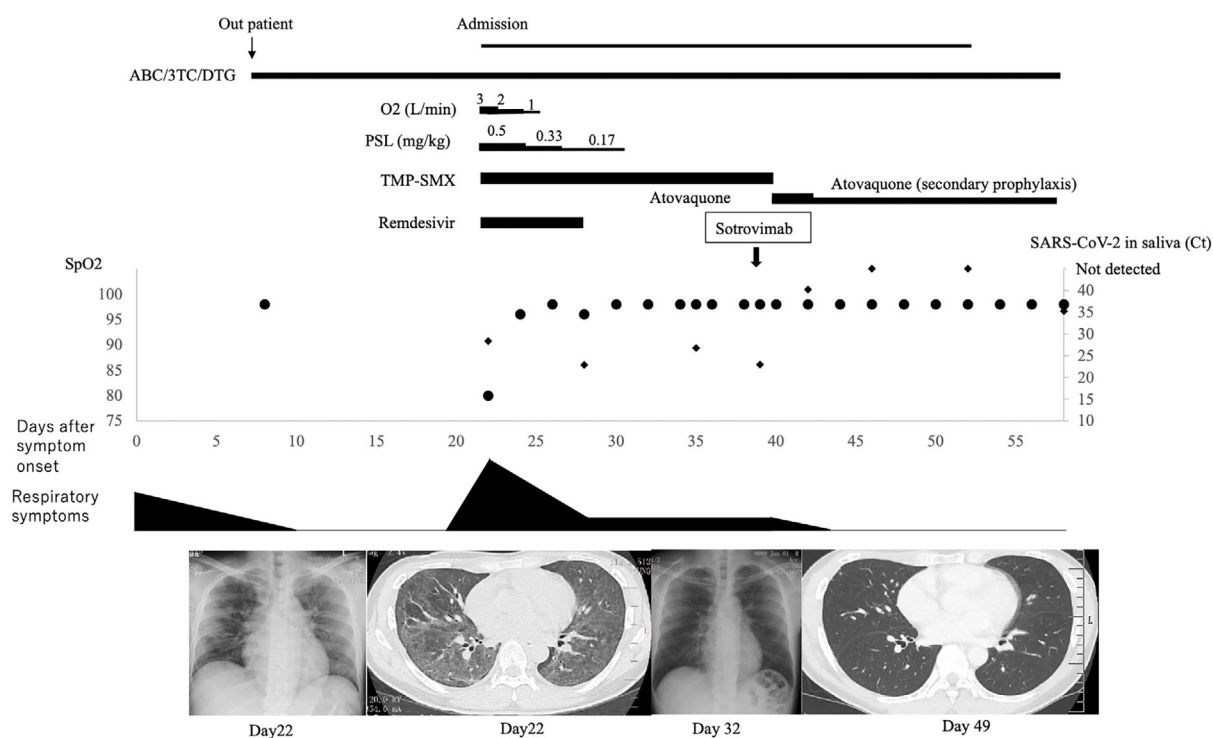 Out patient
Admission
ABC/3TC/DTG
O2 (L/min)
3 2 1
PSL (mg/kg)
0.5 0.33 0.17
TMP-SMX
Atovaquone
Atovaquone (secondary prophylaxis)
Remdesivir
Sotrovimab
SpO2
SARS-CoV-2 in saliva (Ct)
Not detected
100
95
90
85
80
75
40
35
30
25
20
15
10
0 5 10 15 20 25 30 35 40 45 50 55
Days after
symptom
onset
Respiratory
symptoms
Day22
Day22
Day 32
Day 49